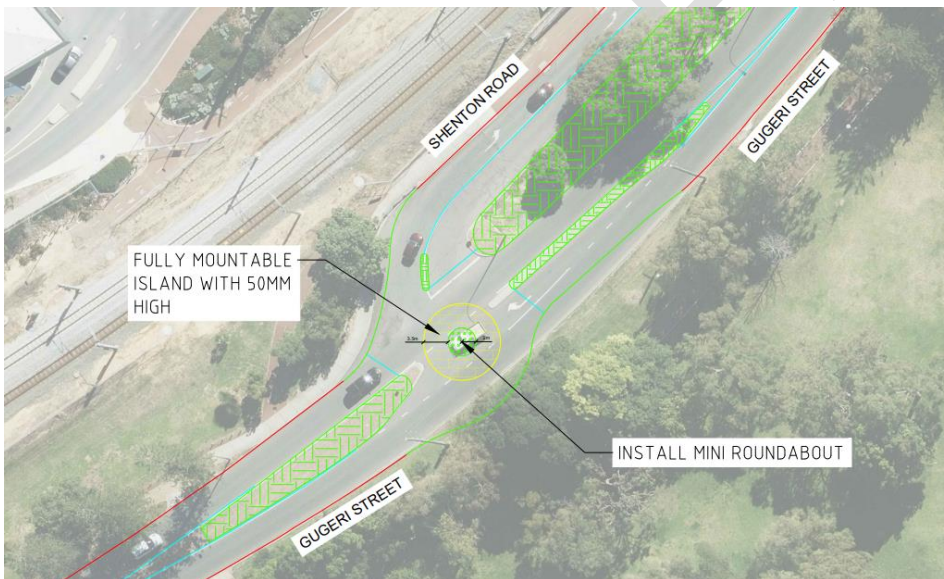 SHENTON ROAD
GUGERI STREET
FULLY MOUNTABLE
ISLAND WITH 50MM
HIGH
INSTALL MINI ROUNDABOUT
GUGERI STREET